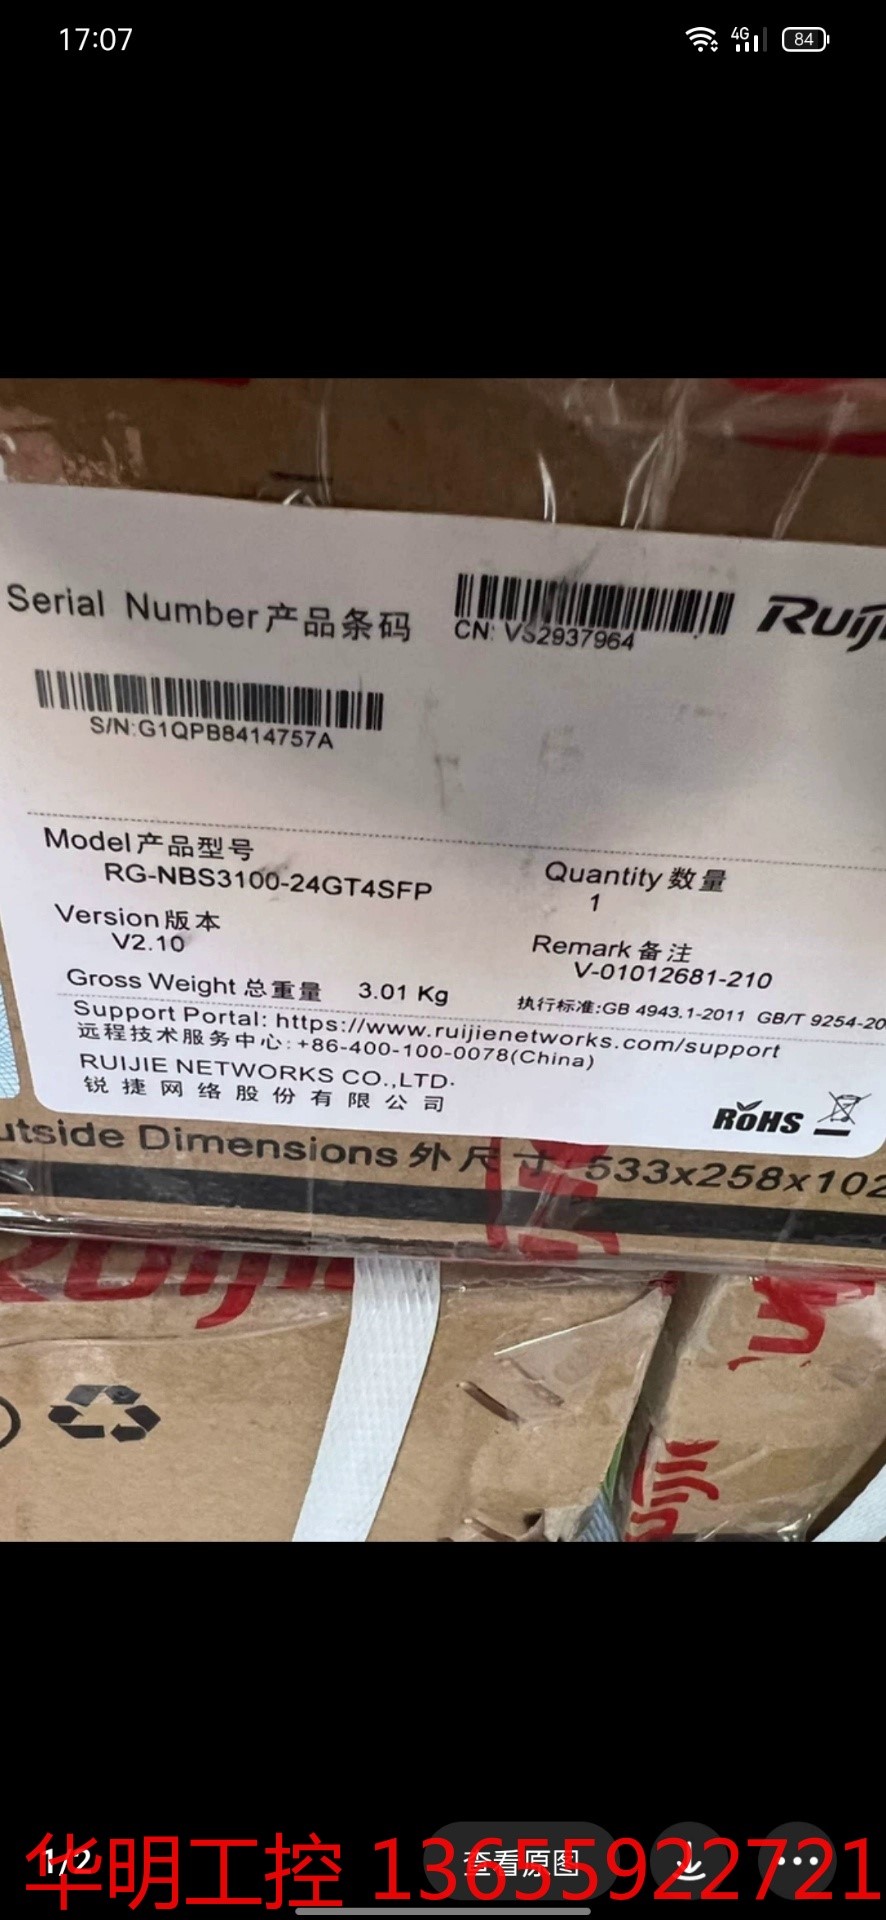 17:07
4G
84
Serial Number产品条码
CN: VS2937964
S/N:G1QPB8414757A
Model产品型号
RG-NBS3100-24GT4SFP
Quantity数量
1
Version版本
V2.10
Remark备注
V-01012681-210
Gross Weight 总重量 3.01 Kg
执行标准:GB 4943.1-2011 GB/T 9254-20
Support Portal: https://www.ruijienetworks.com/support
远程技术服务中心:+86-400-100-0078(China)
RUIJIE NETWORKS CO.,LTD.
锐捷网络股份有限公司
RoHS
utside Dimensions外尺寸 533x258x102
1/2
查看原图
华明工控 13655922721